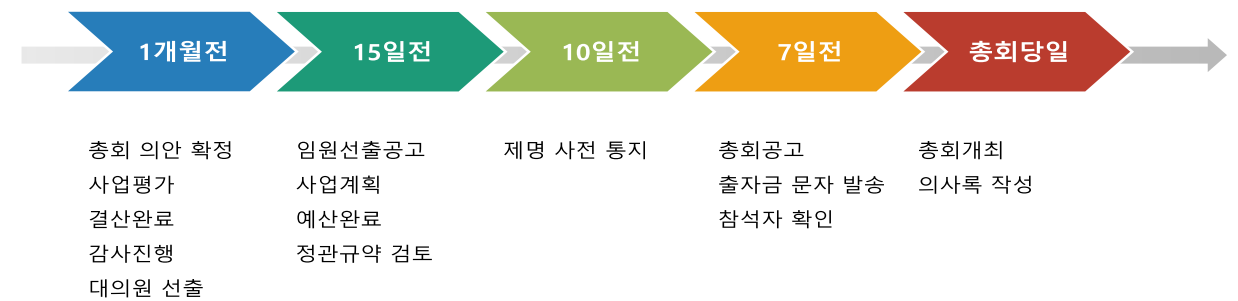 1개월전
15일전
10일전
7일전
총회당일
총회 의안 확정
사업평가
결산완료
감사진행
대의원 선출
임원선출공고
사업계획
예산완료
정관규약 검토
제명 사전 통지
총회공고
출자금 문자 발송
참석자 확인
총회개최
의사록 작성